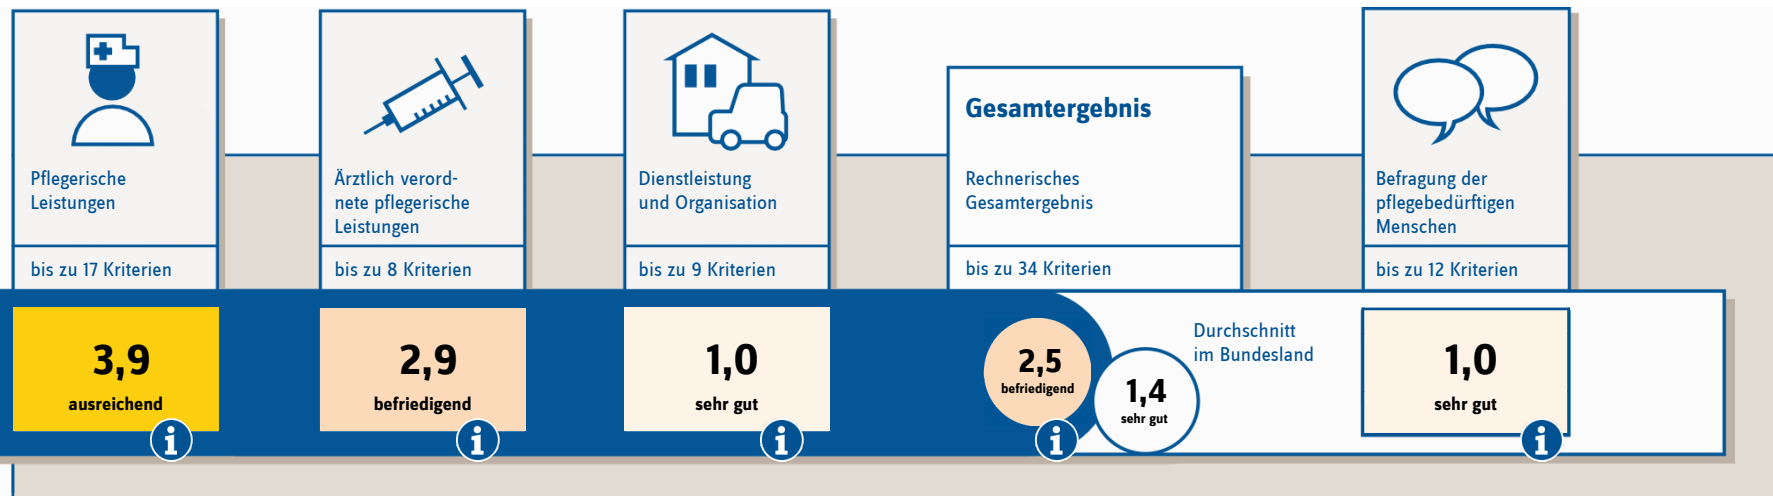 Pflegerische
Leistungen
bis zu 17 Kriterien
3,9
ausreichend
i
Ärztlich verord-
nete pflegerische
Leistungen
bis zu 8 Kriterien
2,9
befriedigend
i
Dienstleistung
und Organisation
bis zu 9 Kriterien
1,0
sehr gut
i
Gesamtergebnis
Rechnerisches
Gesamtergebnis
bis zu 34 Kriterien
2,5
befriedigend
i
1,4
sehr gut
Durchschnitt
im Bundesland
Befragung der
pflegebedürftigen
Menschen
bis zu 12 Kriterien
1,0
sehr gut
i